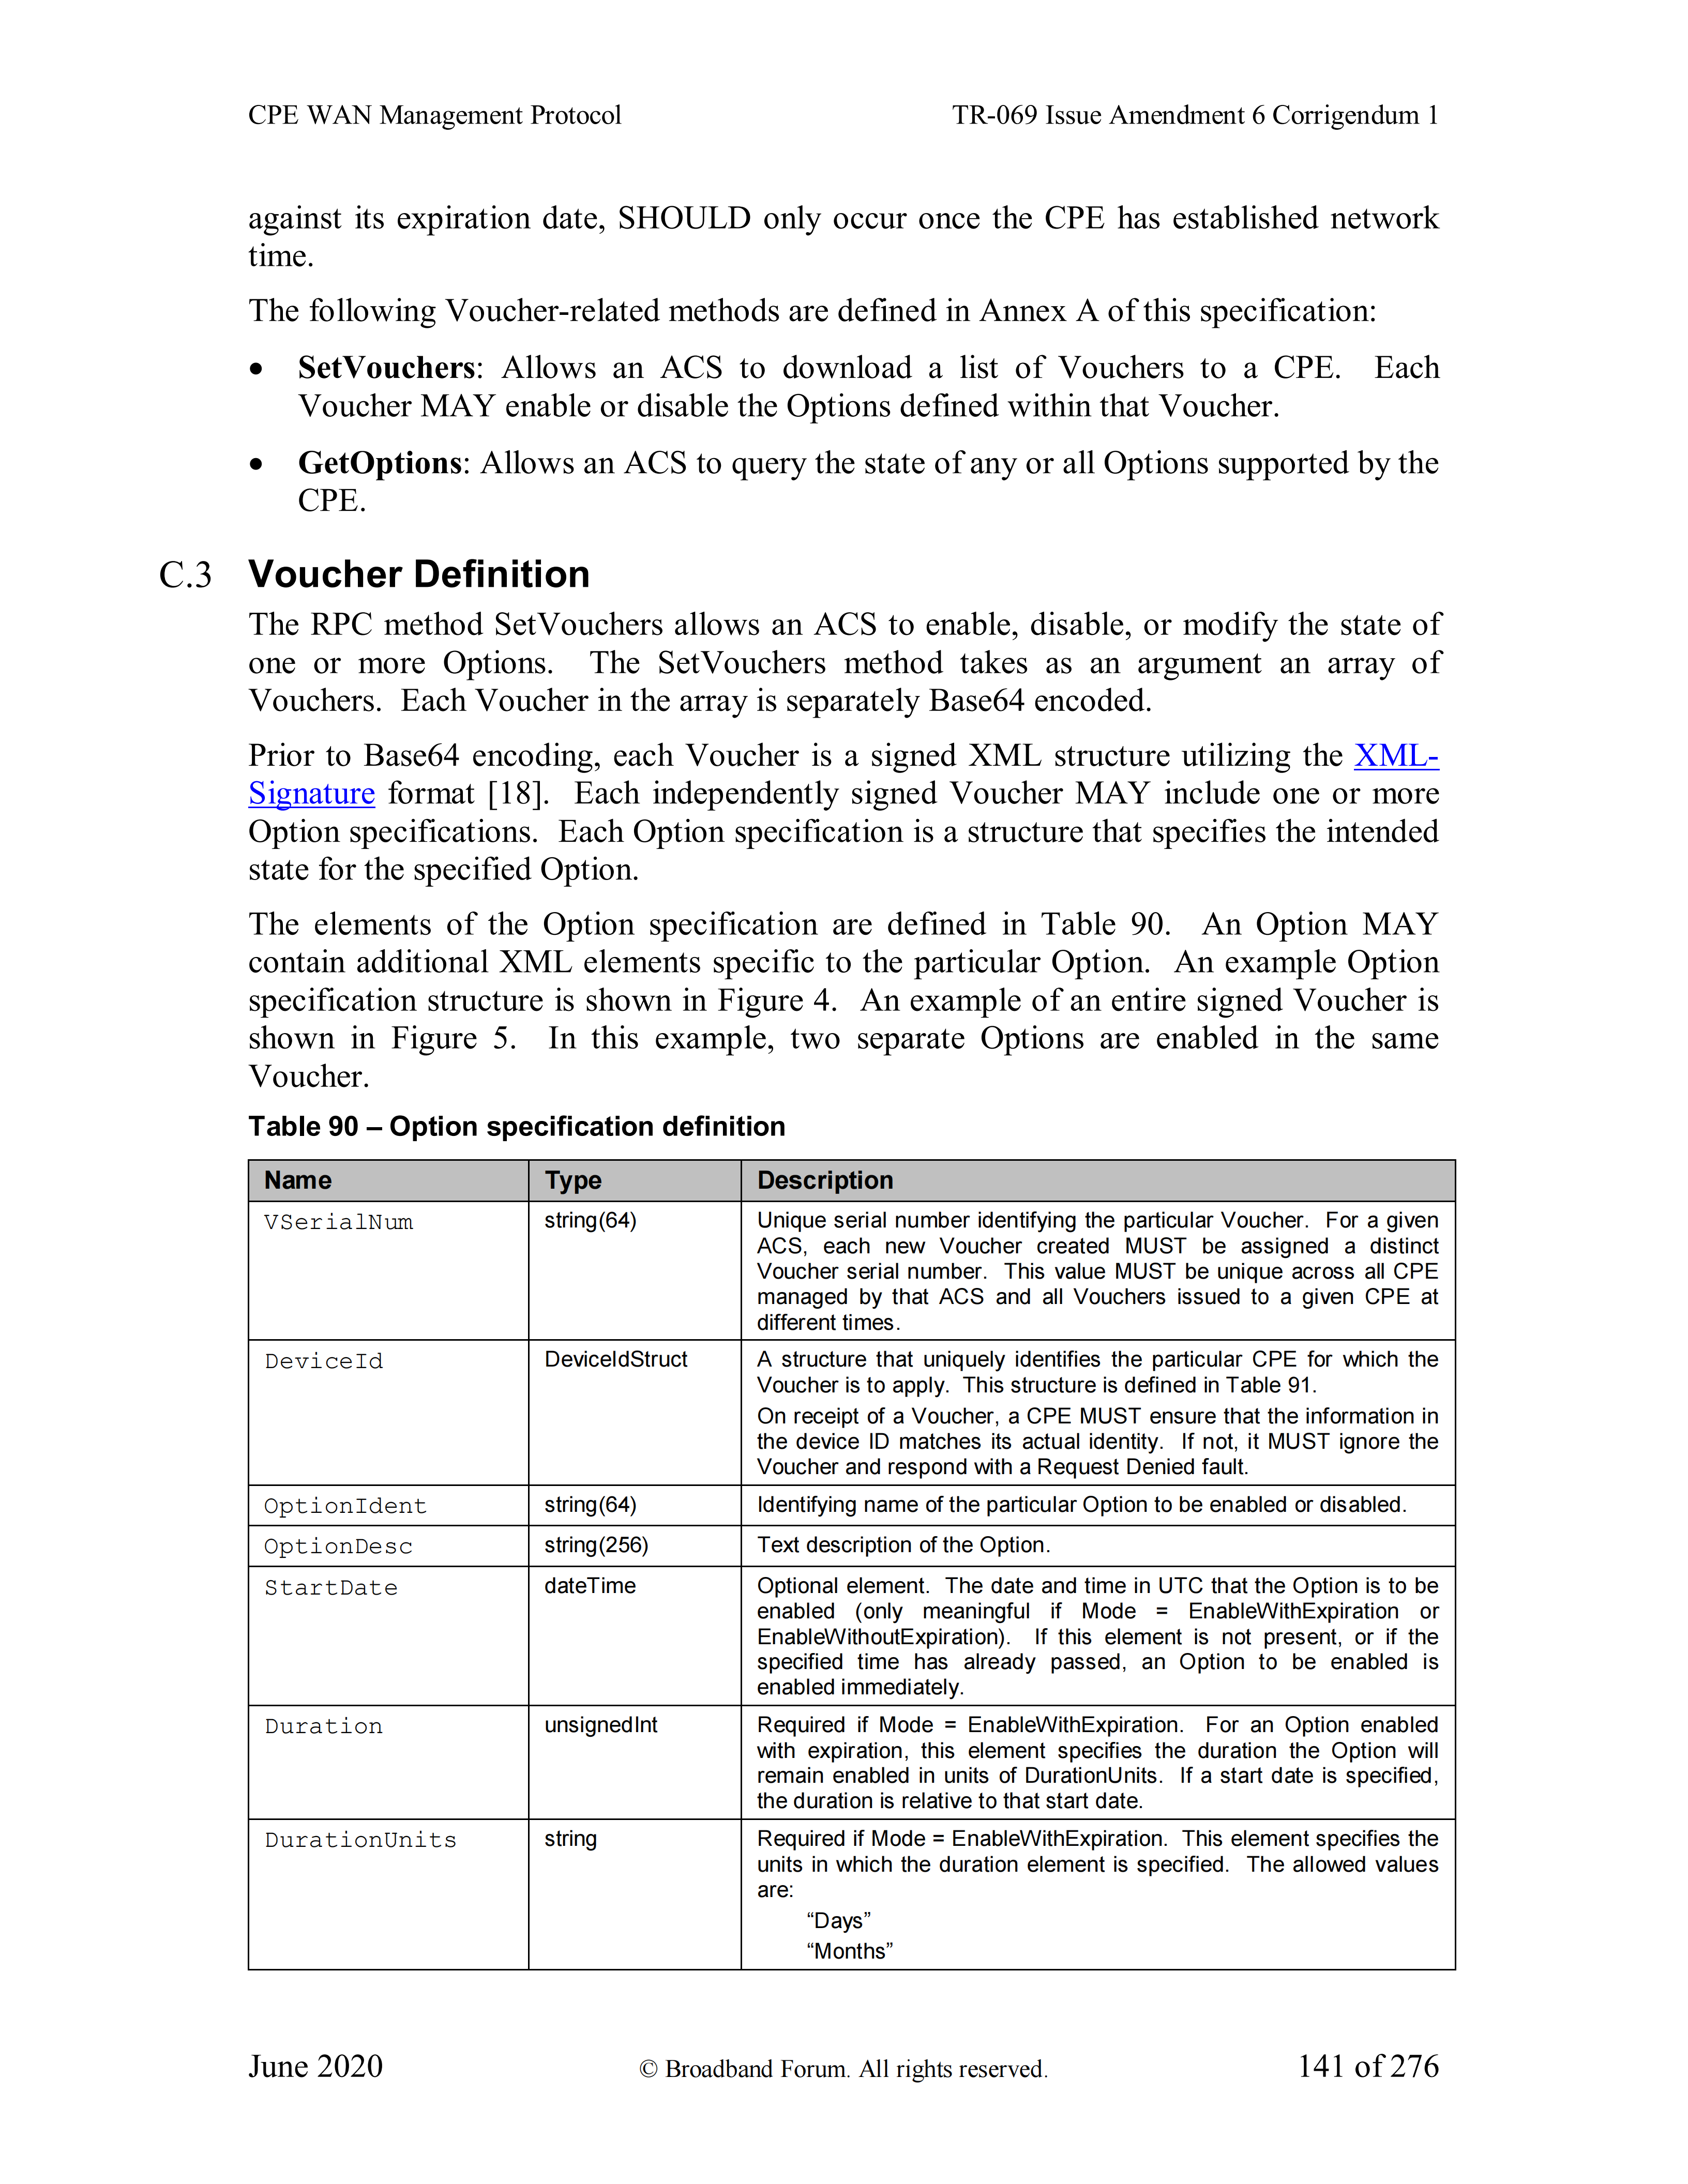 CPE WAN Management Protocol TR-069 Issue Amendment 6 Corrigendum 1
against its expiration date, SHOULD only occur once the CPE has established network
time.
The following Voucher-related methods are defined in Annex A of this specification:
• SetVouchers: Allows an ACS to download a list of Vouchers to a CPE. Each
Voucher MAY enable or disable the Options defined within that Voucher.
• GetOptions: Allows an ACS to query the state of any or all Options supported by the
CPE.
C.3 Voucher Definition
The RPC method SetVouchers allows an ACS to enable, disable, or modify the state of
one or more Options. The SetVouchers method takes as an argument an array of
Vouchers. Each Voucher in the array is separately Base64 encoded.
Prior to Base64 encoding, each Voucher is a signed XML structure utilizing the XML-
Signature format [18]. Each independently signed Voucher MAY include one or more
Option specifications. Each Option specification is a structure that specifies the intended
state for the specified Option.
The elements of the Option specification are defined in Table 90. An Option MAY
contain additional XML elements specific to the particular Option. An example Option
specification structure is shown in Figure 4. An example of an entire signed Voucher is
shown in Figure 5. In this example, two separate Options are enabled in the same
Voucher.
Table 90 – Option specification definition
Name Type Description
VSerialNum string(64) Unique serial number identifying the particular Voucher. For a given
ACS, each new Voucher created MUST be assigned a distinct
Voucher serial number. This value MUST be unique across all CPE
managed by that ACS and all Vouchers issued to a given CPE at
different times.
DeviceId DeviceIdStruct A structure that uniquely identifies the particular CPE for which the
Voucher is to apply. This structure is defined in Table 91.
On receipt of a Voucher, a CPE MUST ensure that the information in
the device ID matches its actual identity. If not, it MUST ignore the
Voucher and respond with a Request Denied fault.
OptionIdent string(64) Identifying name of the particular Option to be enabled or disabled.
OptionDesc string(256) Text description of the Option.
StartDate dateTime Optional element. The date and time in UTC that the Option is to be
enabled (only meaningful if Mode = EnableWithExpiration or
EnableWithoutExpiration). If this element is not present, or if the
specified time has already passed, an Option to be enabled is
enabled immediately.
Duration unsignedInt Required if Mode = EnableWithExpiration. For an Option enabled
with expiration, this element specifies the duration the Option will
remain enabled in units of DurationUnits. If a start date is specified,
the duration is relative to that start date.
DurationUnits string Required if Mode = EnableWithExpiration. This element specifies the
units in which the duration element is specified. The allowed values
are:
“Days”
“Months”
June 2020 © Broadband Forum. All rights reserved. 141 of 276